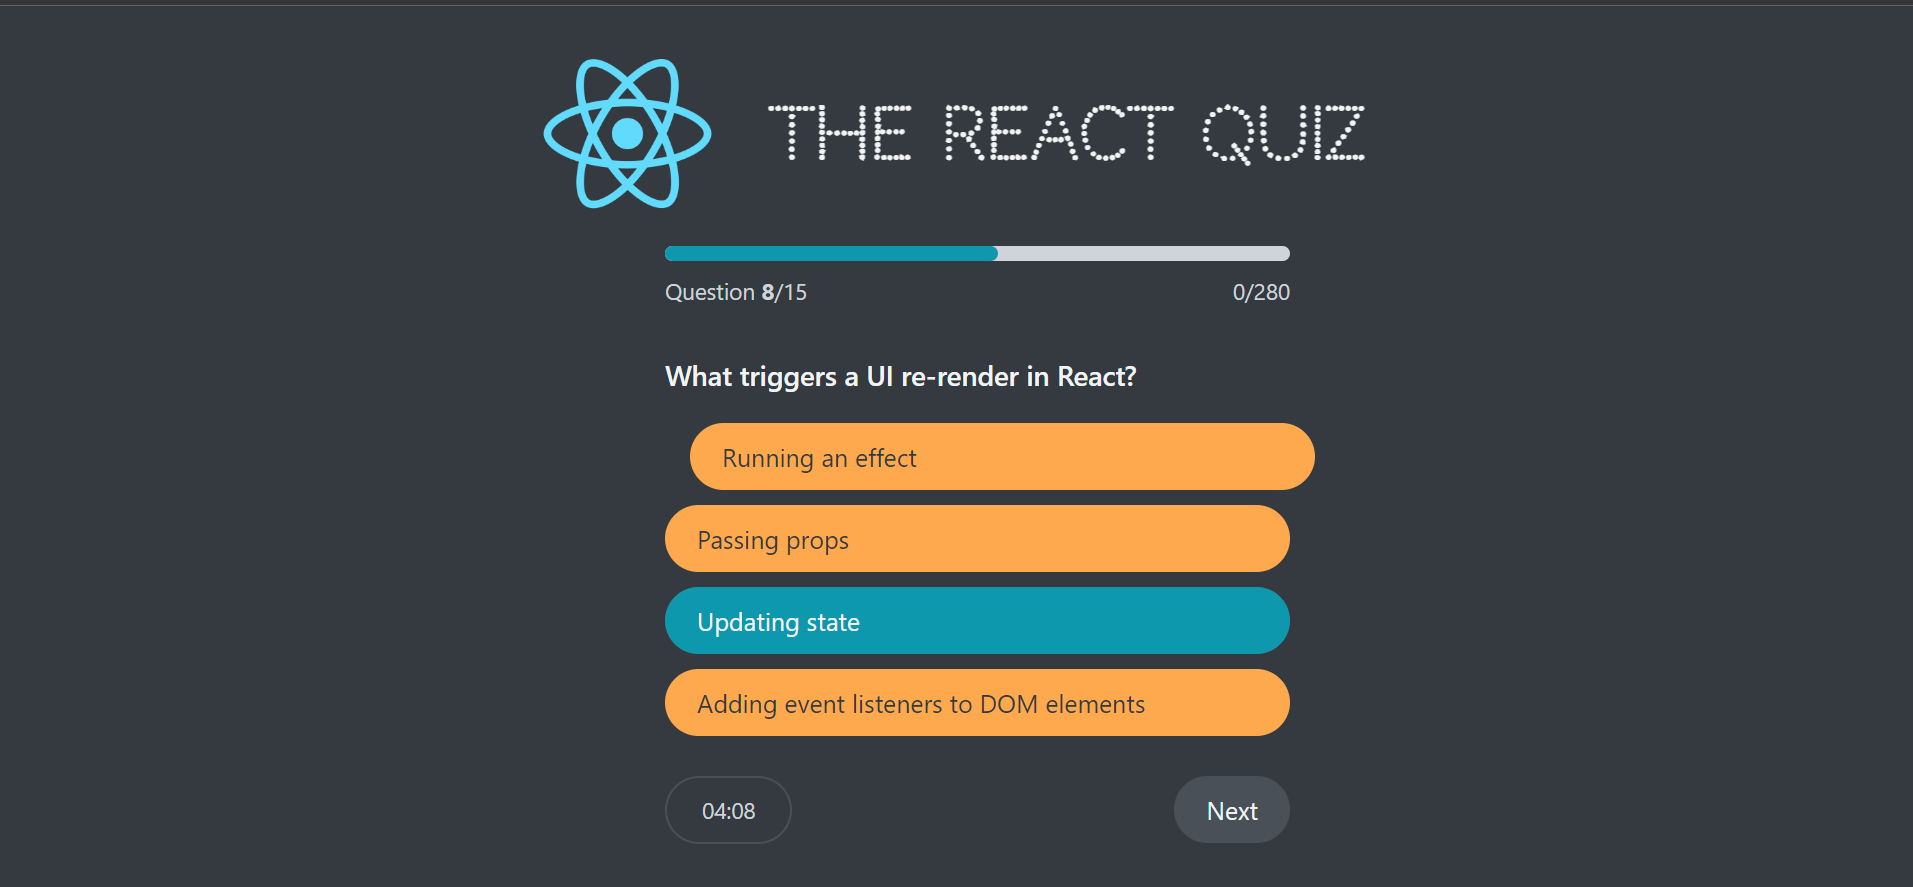 THE REACT QUIZ
Question 8/15
0/280
What triggers a UI re-render in React?
Running an effect
Passing props
Updating state
Adding event listeners to DOM elements
04:08
Next